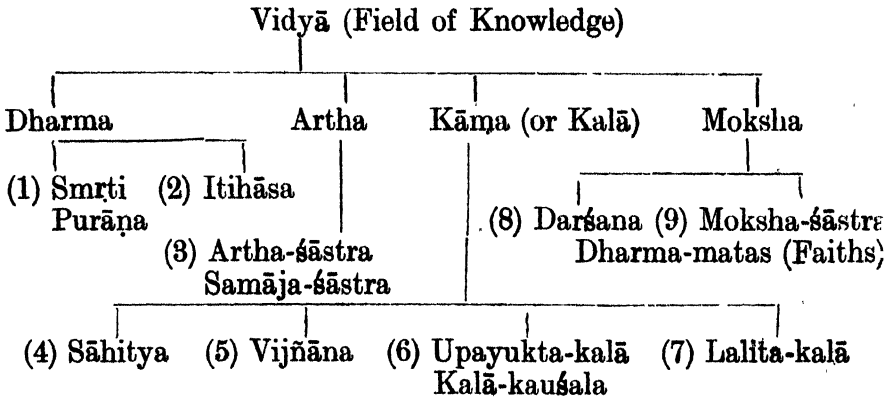 Vidyā (Field of Knowledge)
Dharma Artha Kāma (or Kalā) Moksha
(1) Smṛti (2) Itihāsa
Purāṇa
(8) Darśana (9) Moksha-śāstra
Dharma-matas (Faiths)
(3) Artha-śāstra
Samāja-śāstra
(4) Sāhitya (5) Vijñāna (6) Upayukta-kalā (7) Lalita-kalā
Kalā-kauśala